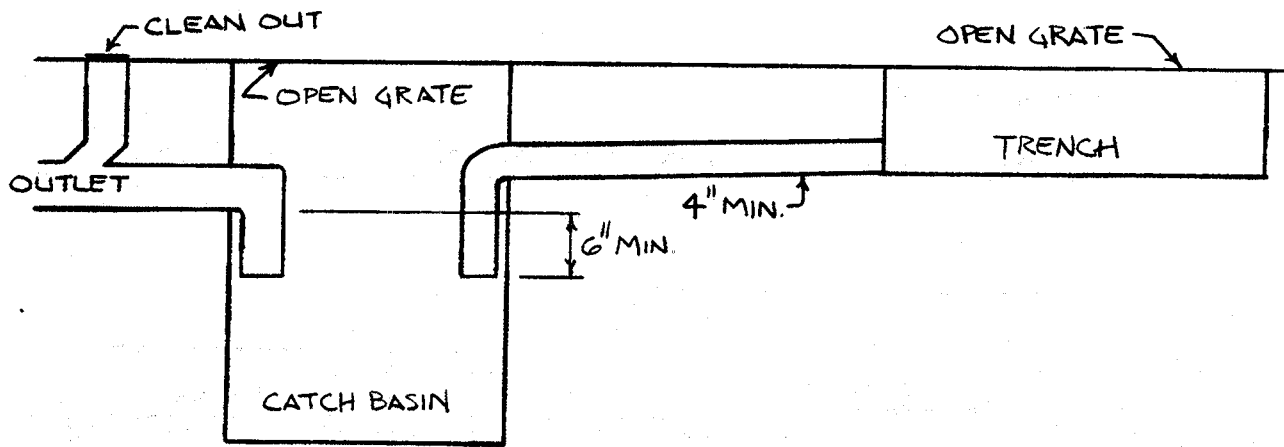 CLEAN OUT
OPEN GRATE
OPEN GRATE
TRENCH
OUTLET
4" MIN.
6" MIN.
CATCH BASIN